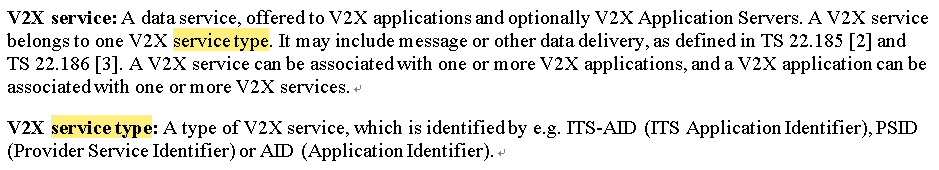 V2X service: A data service, offered to V2X applications and optionally V2X Application Servers. A V2X service
belongs to one V2X service type. It may include message or other data delivery, as defined in TS 22.185 [2] and
TS 22.186 [3]. A V2X service can be associated with one or more V2X applications, and a V2X application can be
associated with one or more V2X services.
V2X service type: A type of V2X service, which is identified by e.g. ITS-AID (ITS Application Identifier), PSID
(Provider Service Identifier) or AID (Application Identifier).